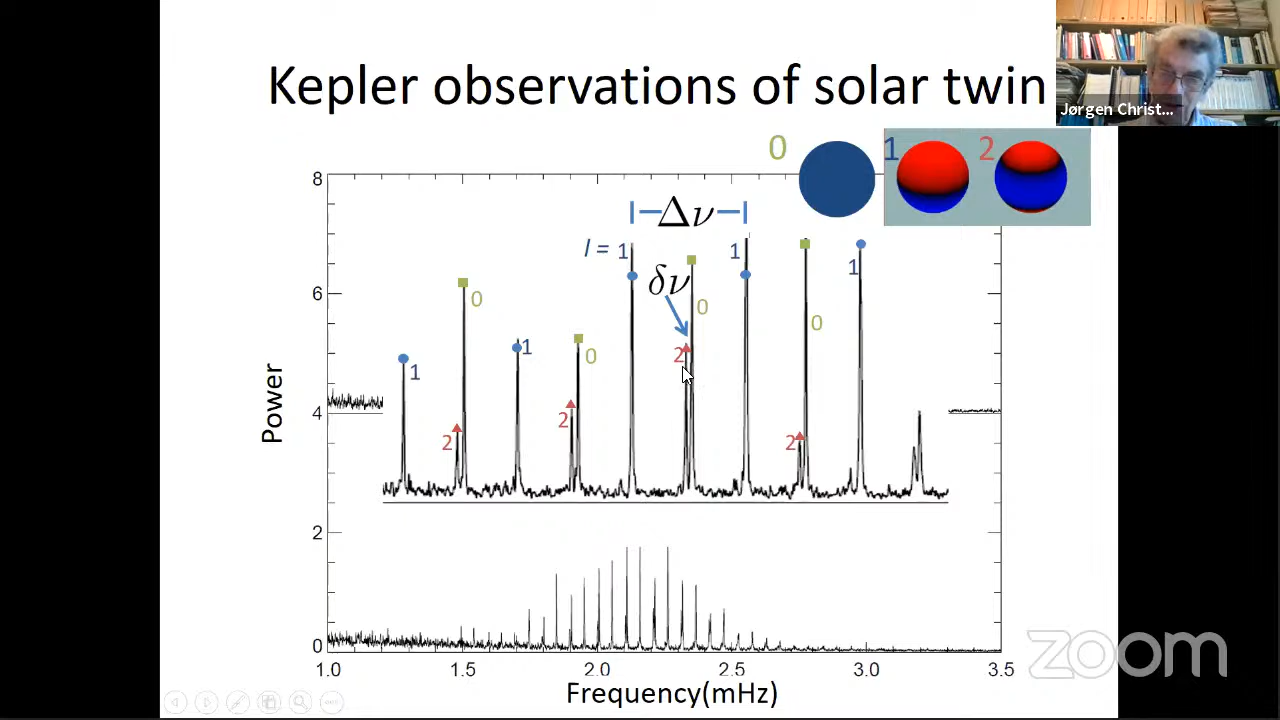 Kepler observations of solar twin
Jørgen Christ...
0
1
2
Δν
l = 1
1
δν
0
0
0
0
1
1
1
2
2
2
2
8
6
4
2
0
Power
1.0 1.5 2.0 2.5 3.0 3.5
Frequency(mHz)
zoom